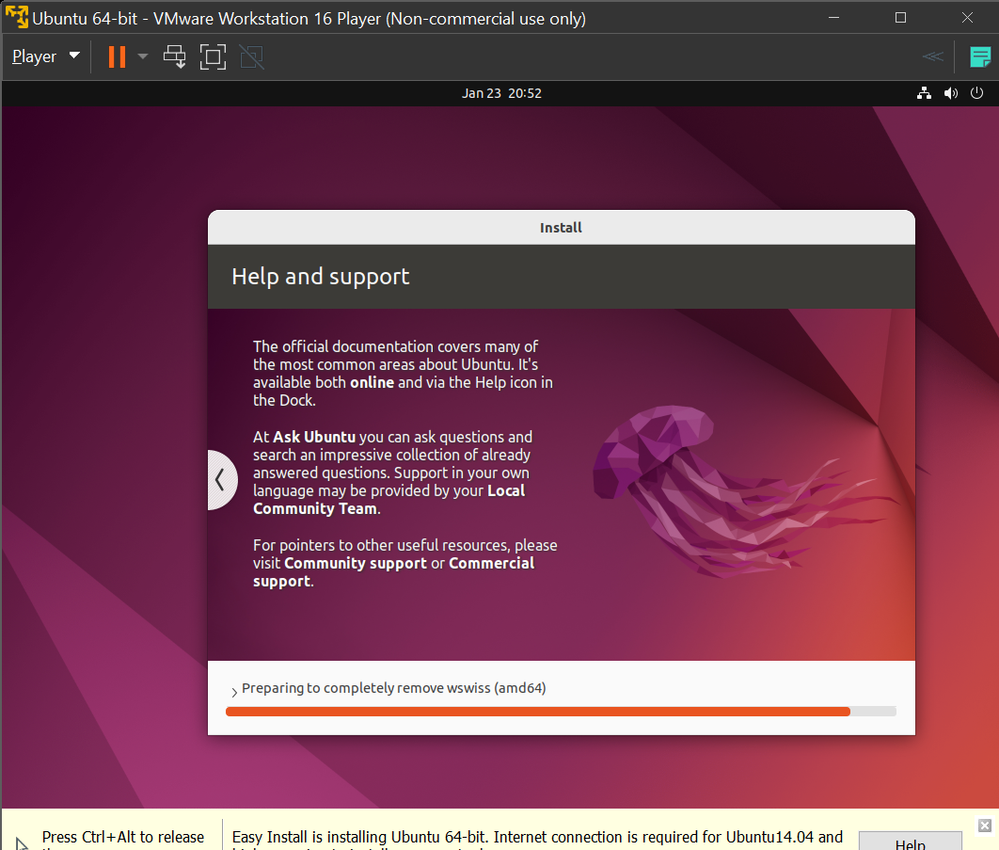 Ubuntu 64-bit - VMware Workstation 16 Player (Non-commercial use only)
Player
Jan 23 20:52
Install
Help and support
The official documentation covers many of
the most common areas about Ubuntu. It's
available both online and via the Help icon in
the Dock.
At Ask Ubuntu you can ask questions and
search an impressive collection of already
answered questions. Support in your own
language may be provided by your Local
Community Team.
For pointers to other useful resources, please
visit Community support or Commercial
support.
Preparing to completely remove wswiss (amd64)
Press Ctrl+Alt to release
Easy Install is installing Ubuntu 64-bit. Internet connection is required for Ubuntu14.04 and
Help